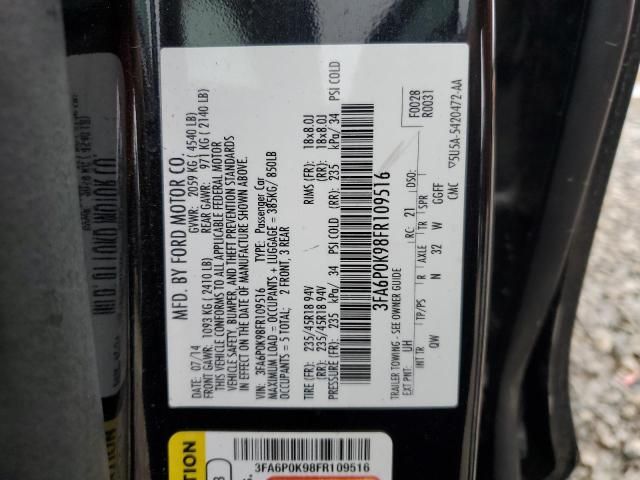 MFD. BY FORD MOTOR CO.
DATE: 07/14 GVWR: 2059 KG ( 4540 LB)
FRONT GAWR: 1093 KG ( 2410 LB) REAR GAWR: 971 KG ( 2140 LB)
THIS VEHICLE CONFORMS TO ALL APPLICABLE FEDERAL MOTOR
VEHICLE SAFETY, BUMPER, AND THEFT PREVENTION STANDARDS
IN EFFECT ON THE DATE OF MANUFACTURE SHOWN ABOVE.
VIN: 3FA6P0K98FR109516 TYPE: Passenger Car
MAXIMUM LOAD = OCCUPANTS + LUGGAGE = 385KG/ 850LB
OCCUPANTS = 5 TOTAL: 2 FRONT, 3 REAR
TIRE (FR): 235/45R18 94V RIMS (FR): 18x8.0J
(RR): 235/45R18 94V (RR): 18x8.0J
PRESSURE (FR): 235 kPa/ 34 PSI COLD (RR): 235 kPa/ 34 PSI COLD
3FA6P0K98FR109516
TRAILER TOWING - SEE OWNER GUIDE
F0028
R0031
EXT PNT: UH RC: 21 DSO:
INT TR TP/PS R AXLE TR SPR
QW N 32 W GGFF
CMC 5U5A-5420472-AA
3FA6P0K98FR109516